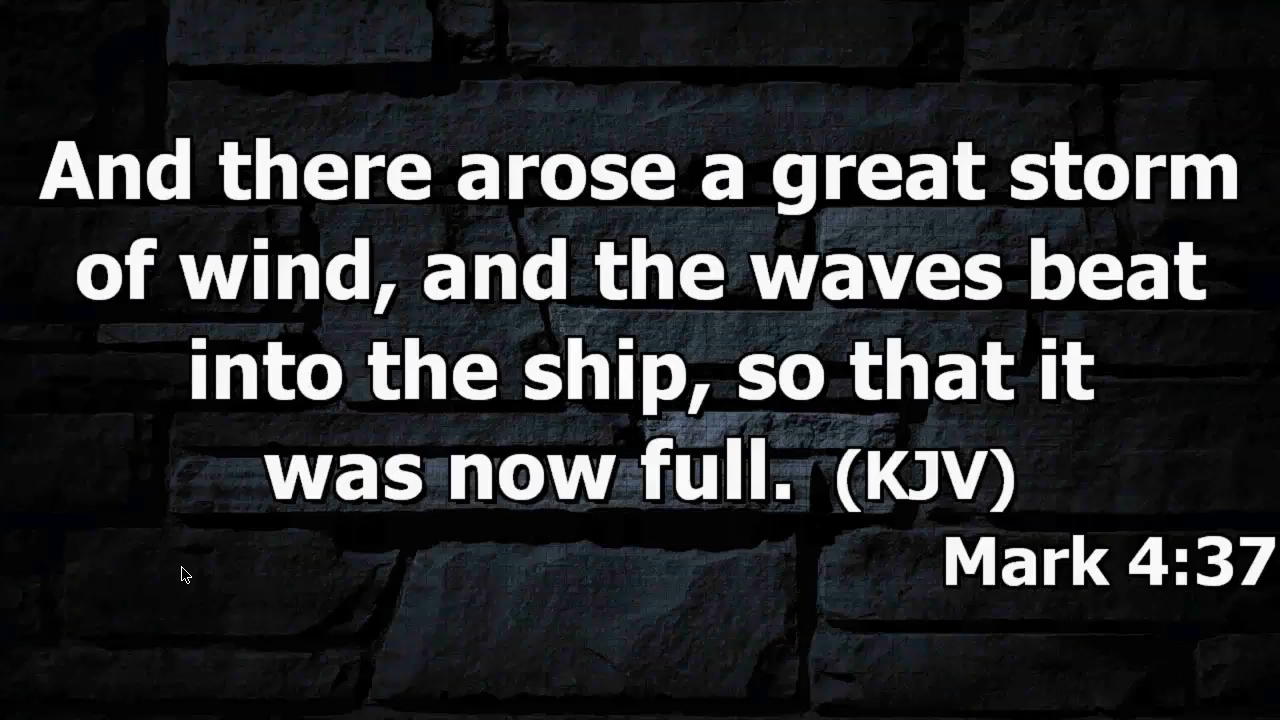 And there arose a great storm
of wind, and the waves beat
into the ship, so that it
was now full. (KJV)
Mark 4:37